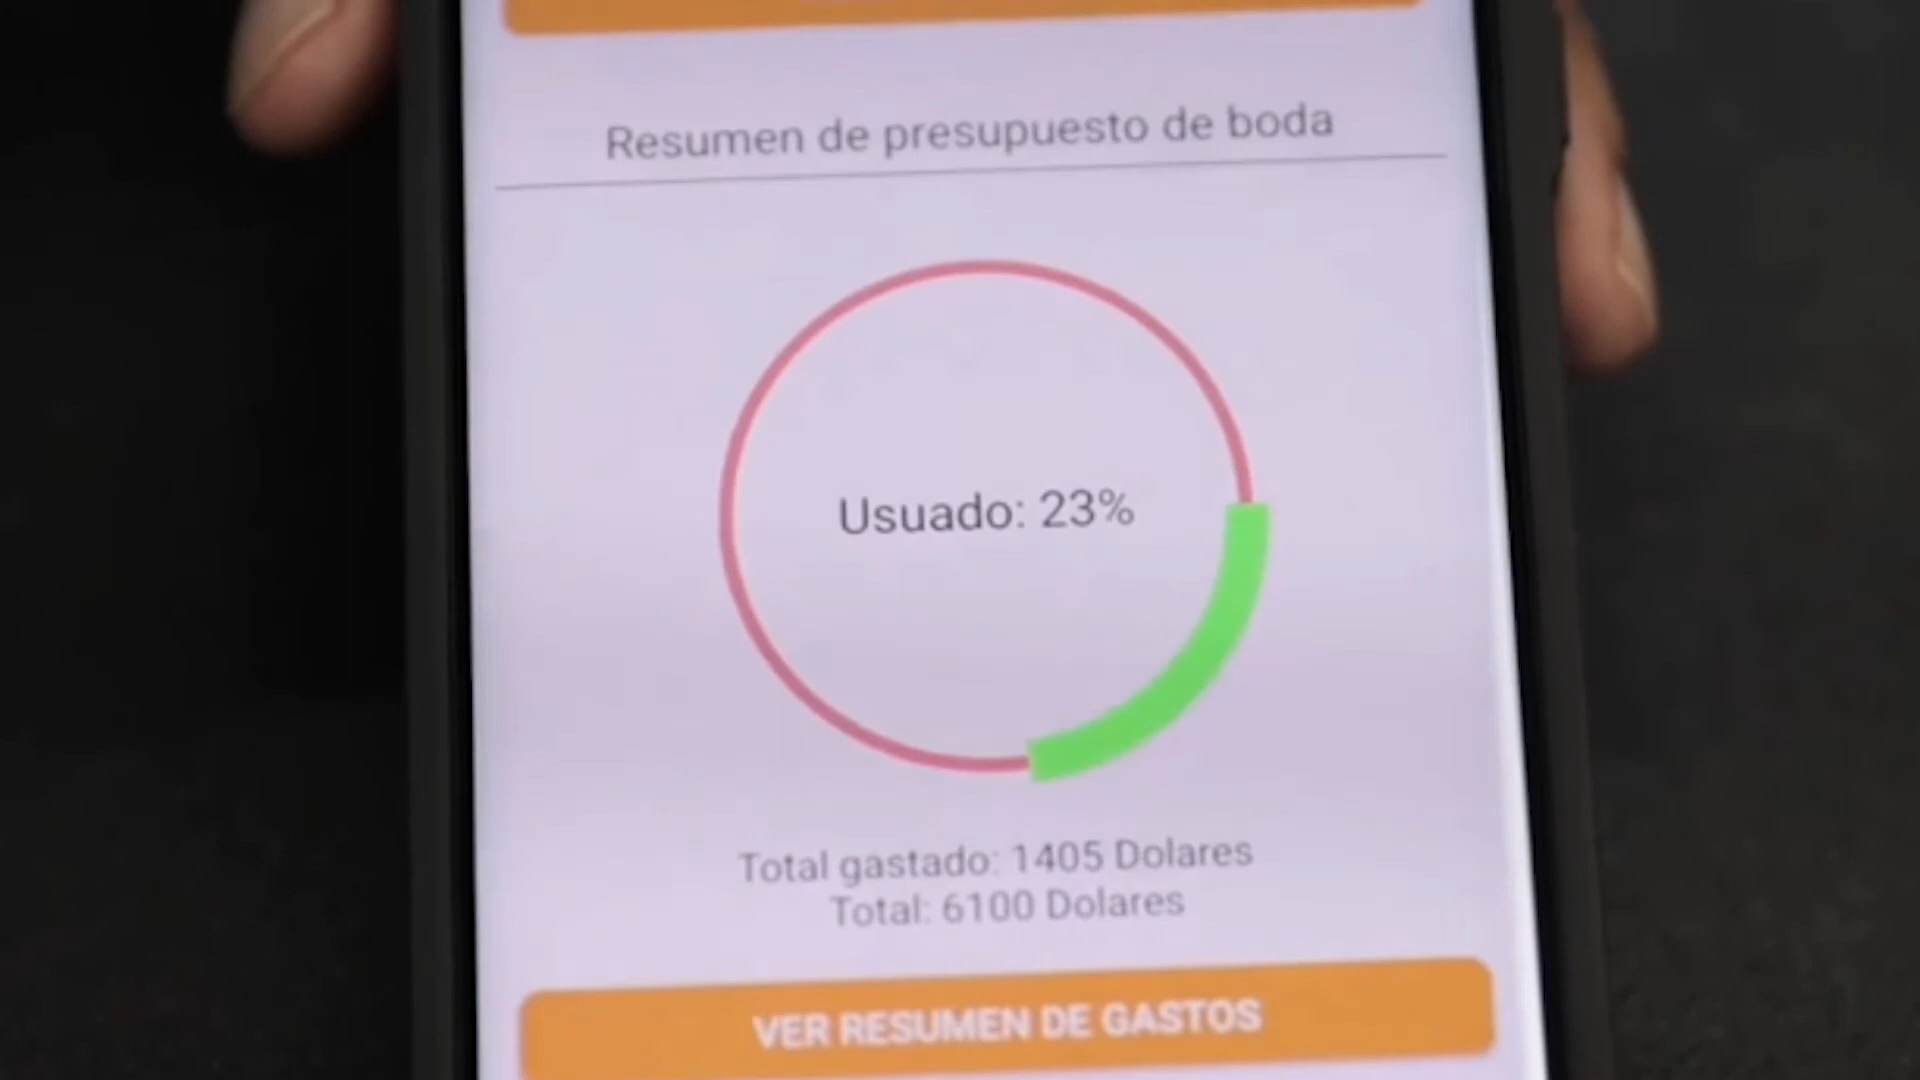 Resumen de presupuesto de boda
Usuado: 23%
Total gastado: 1405 Dolares
Total: 6100 Dolares
VER RESUMEN DE GASTOS